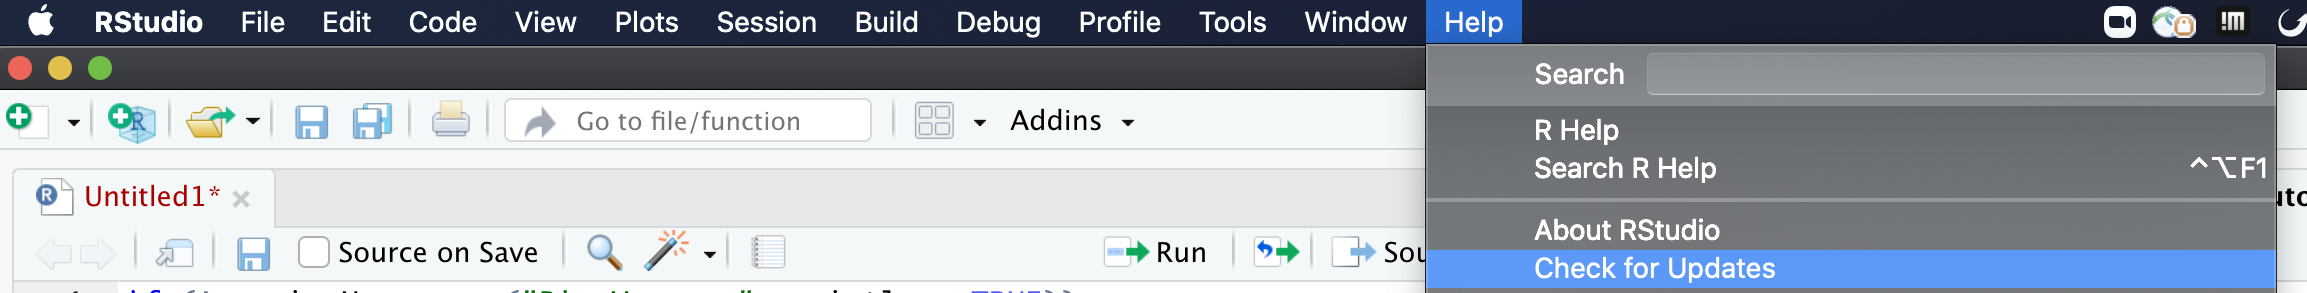 RStudio File Edit Code View Plots Session Build Debug Profile Tools Window Help
Search
Go to file/function Addins
R Help
Search R Help ^⌥F1
Untitled1*
About RStudio
Source on Save Run Sou
Check for Updates